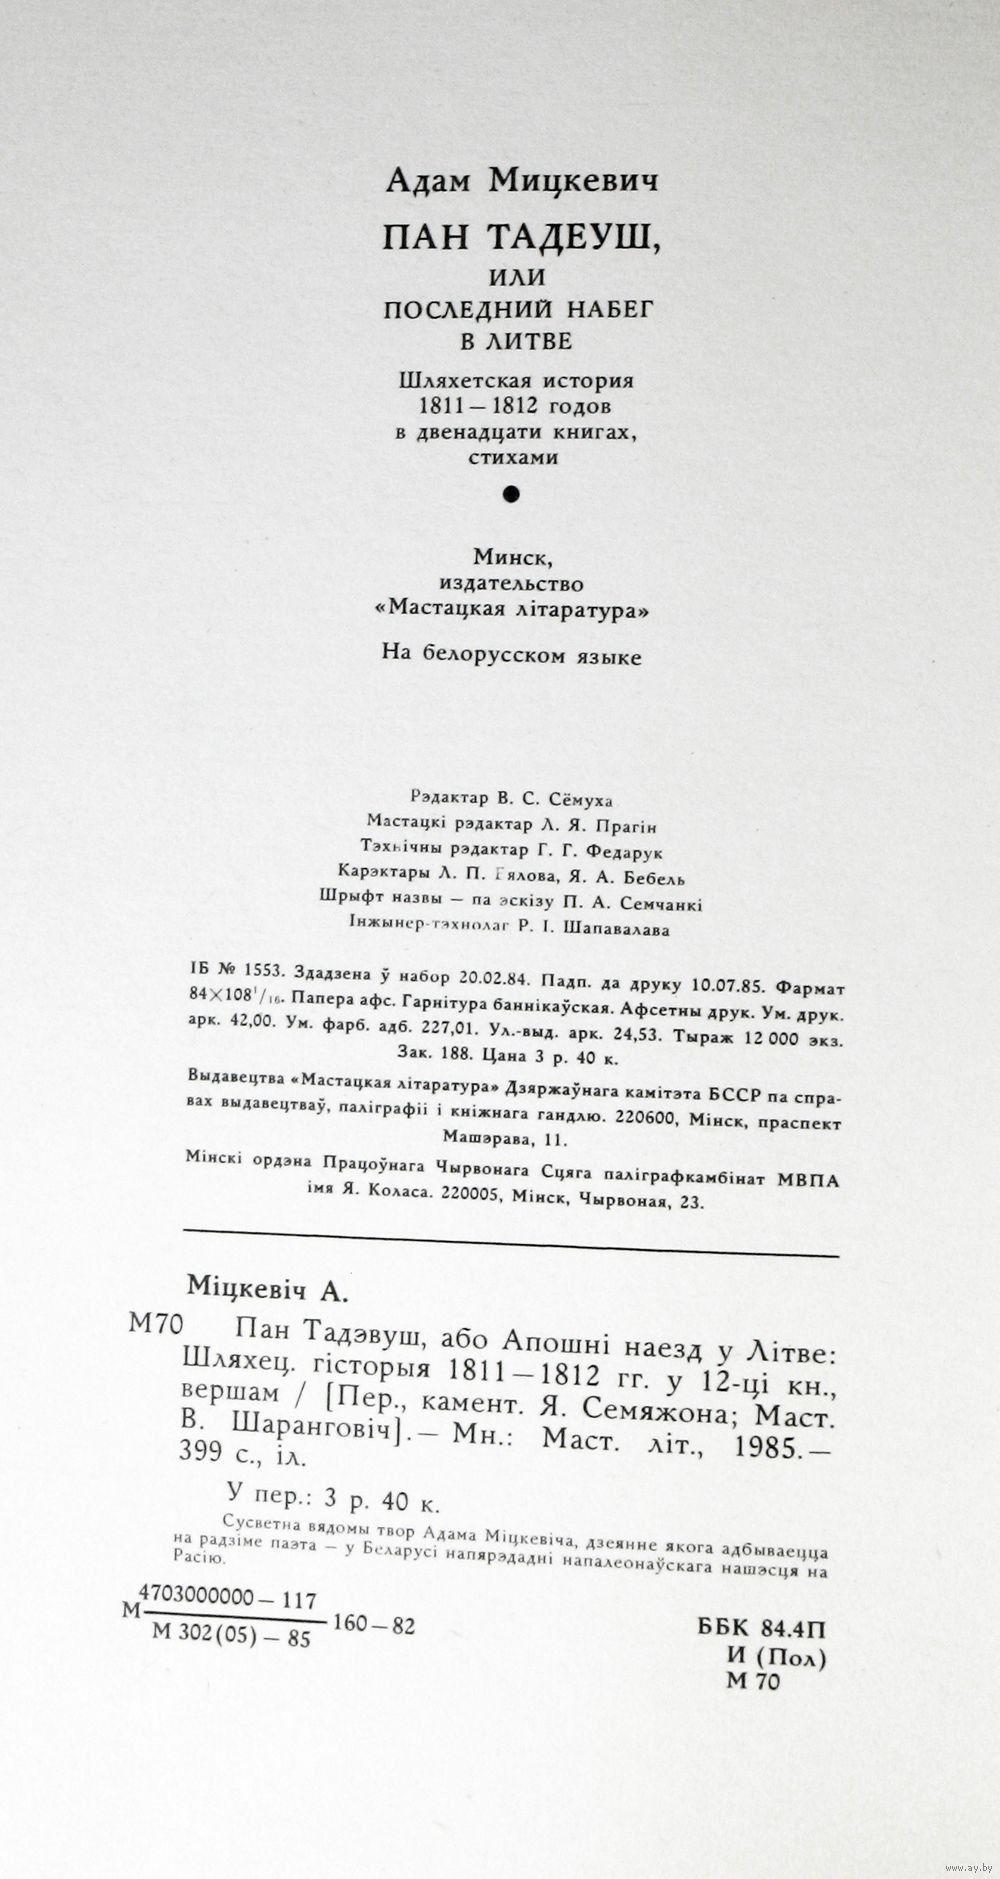 Адам Мицкевич
ПАН ТАДЕУШ,
ИЛИ
ПОСЛЕДНИЙ НАБЕГ
В ЛИТВЕ
Шляхетская история
1811—1812 годов
в двенадцати книгах,
стихами
●
Минск,
издательство
«Мастацкая літаратура»
На белорусском языке
Рэдактар В. С. Сёмуха
Мастацкі рэдактар Л. Я. Прагін
Тэхнічны рэдактар Г. Г. Федарук
Карэктары Л. П. Гялова, Я. А. Бебель
Шрыфт назвы — па эскізу П. А. Семчанкі
Інжынер-тэхнолаг Р. І. Шапавалава
ІБ № 1553. Здадзена ў набор 20.02.84. Падп. да друку 10.07.85. Фармат
84×108¹/₁₆. Папера афс. Гарнітура баннікаўская. Афсетны друк. Ум. друк.
арк. 42,00. Ум. фарб. адб. 227,01. Ул.-выд. арк. 24,53. Тыраж 12 000 экз.
Зак. 188. Цана 3 р. 40 к.
Выдавецтва «Мастацкая літаратура» Дзяржаўнага камітэта БССР па спра-
вах выдавецтваў, паліграфіі і кніжнага гандлю. 220600, Мінск, праспект
Машэрава, 11.
Мінскі ордэна Працоўнага Чырвонага Сцяга паліграфкамбінат МВПА
імя Я. Коласа. 220005, Мінск, Чырвоная, 23.
Міцкевіч А.
М70 Пан Тадэвуш, або Апошні наезд у Літве:
Шляхец. гісторыя 1811—1812 гг. у 12-ці кн.,
вершам / [Пер., камент. Я. Семяжона; Маст.
В. Шаранговіч].— Мн.: Маст. літ., 1985.—
399 с., іл.
У пер.: 3 р. 40 к.
Сусветна вядомы твор Адама Міцкевіча, дзеянне якога адбываецца
на радзіме паэта — у Беларусі напярэдадні напалеонаўскага нашэсця на
Расію.
4703000000—117
М 160—82
М 302(05)—85
ББК 84.4П
И (Пол)
М 70
www.ay.by